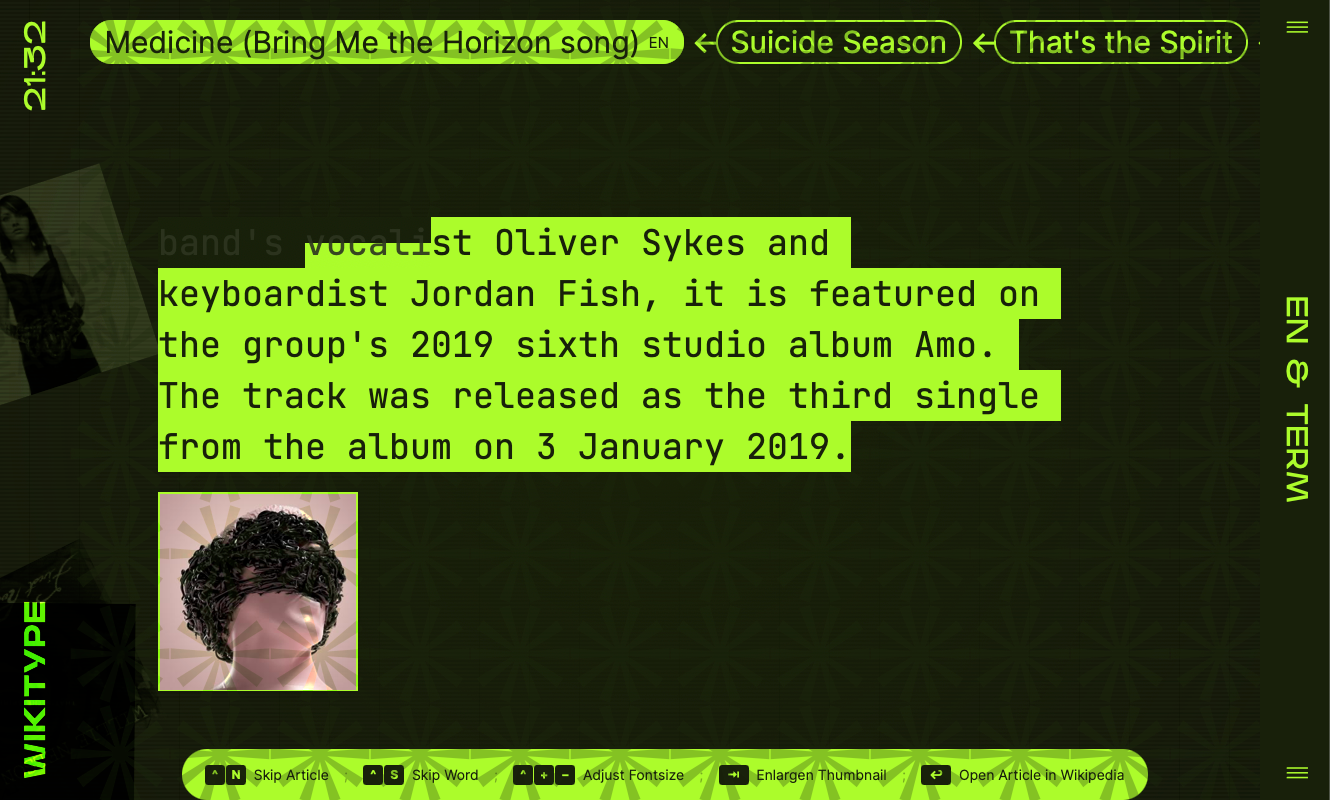 21:32
Medicine (Bring Me the Horizon song) EN
← Suicide Season
← That's the Spirit
band's vocalist Oliver Sykes and
keyboardist Jordan Fish, it is featured on
the group's 2019 sixth studio album Amo.
The track was released as the third single
from the album on 3 January 2019.
EN & TERM
WIKITYPE
^ N Skip Article ; ^ S Skip Word ; ^ + − Adjust Fontsize ; ⇥ Enlargen Thumbnail ; ↩ Open Article in Wikipedia